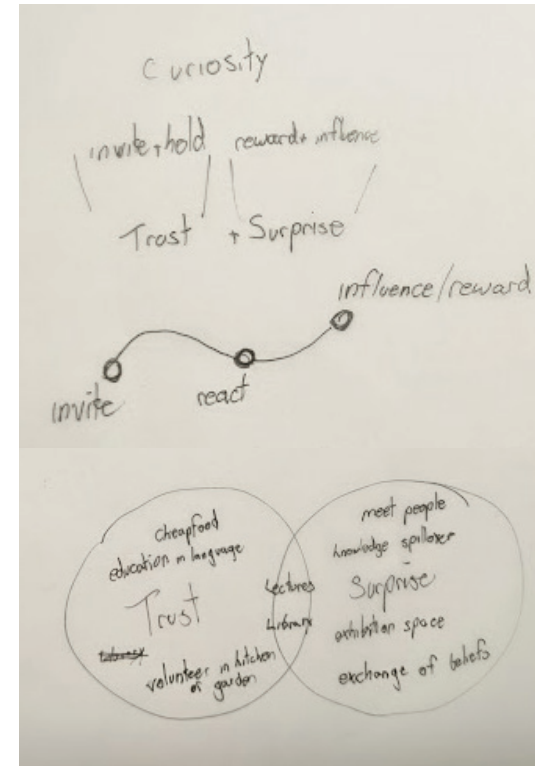 Curiosity
invite + hold reward + influence
Trust + Surprise
influence/reward
invite
react
cheap food
education in language
Trust
volunteer in kitchen
or garden
Lectures
Library
meet people
knowledge spillover
Surprise
exhibition space
exchange of beliefs